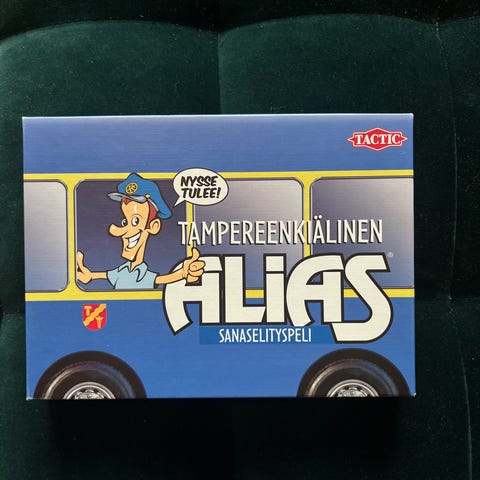 TACTIC
NYSSE
TULEE!
TAMPEREENKIÄLINEN
ALIAS®
SANASELITYSPELI